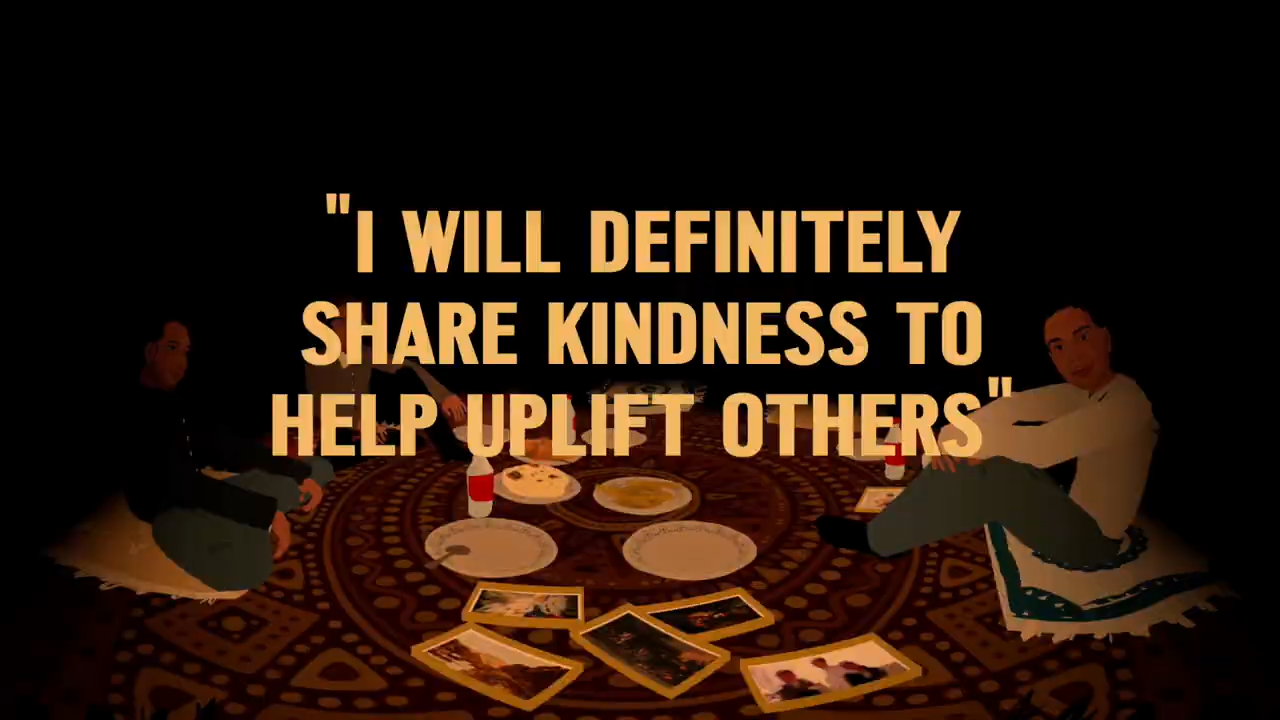 "I WILL DEFINITELY
SHARE KINDNESS TO
HELP UPLIFT OTHERS"